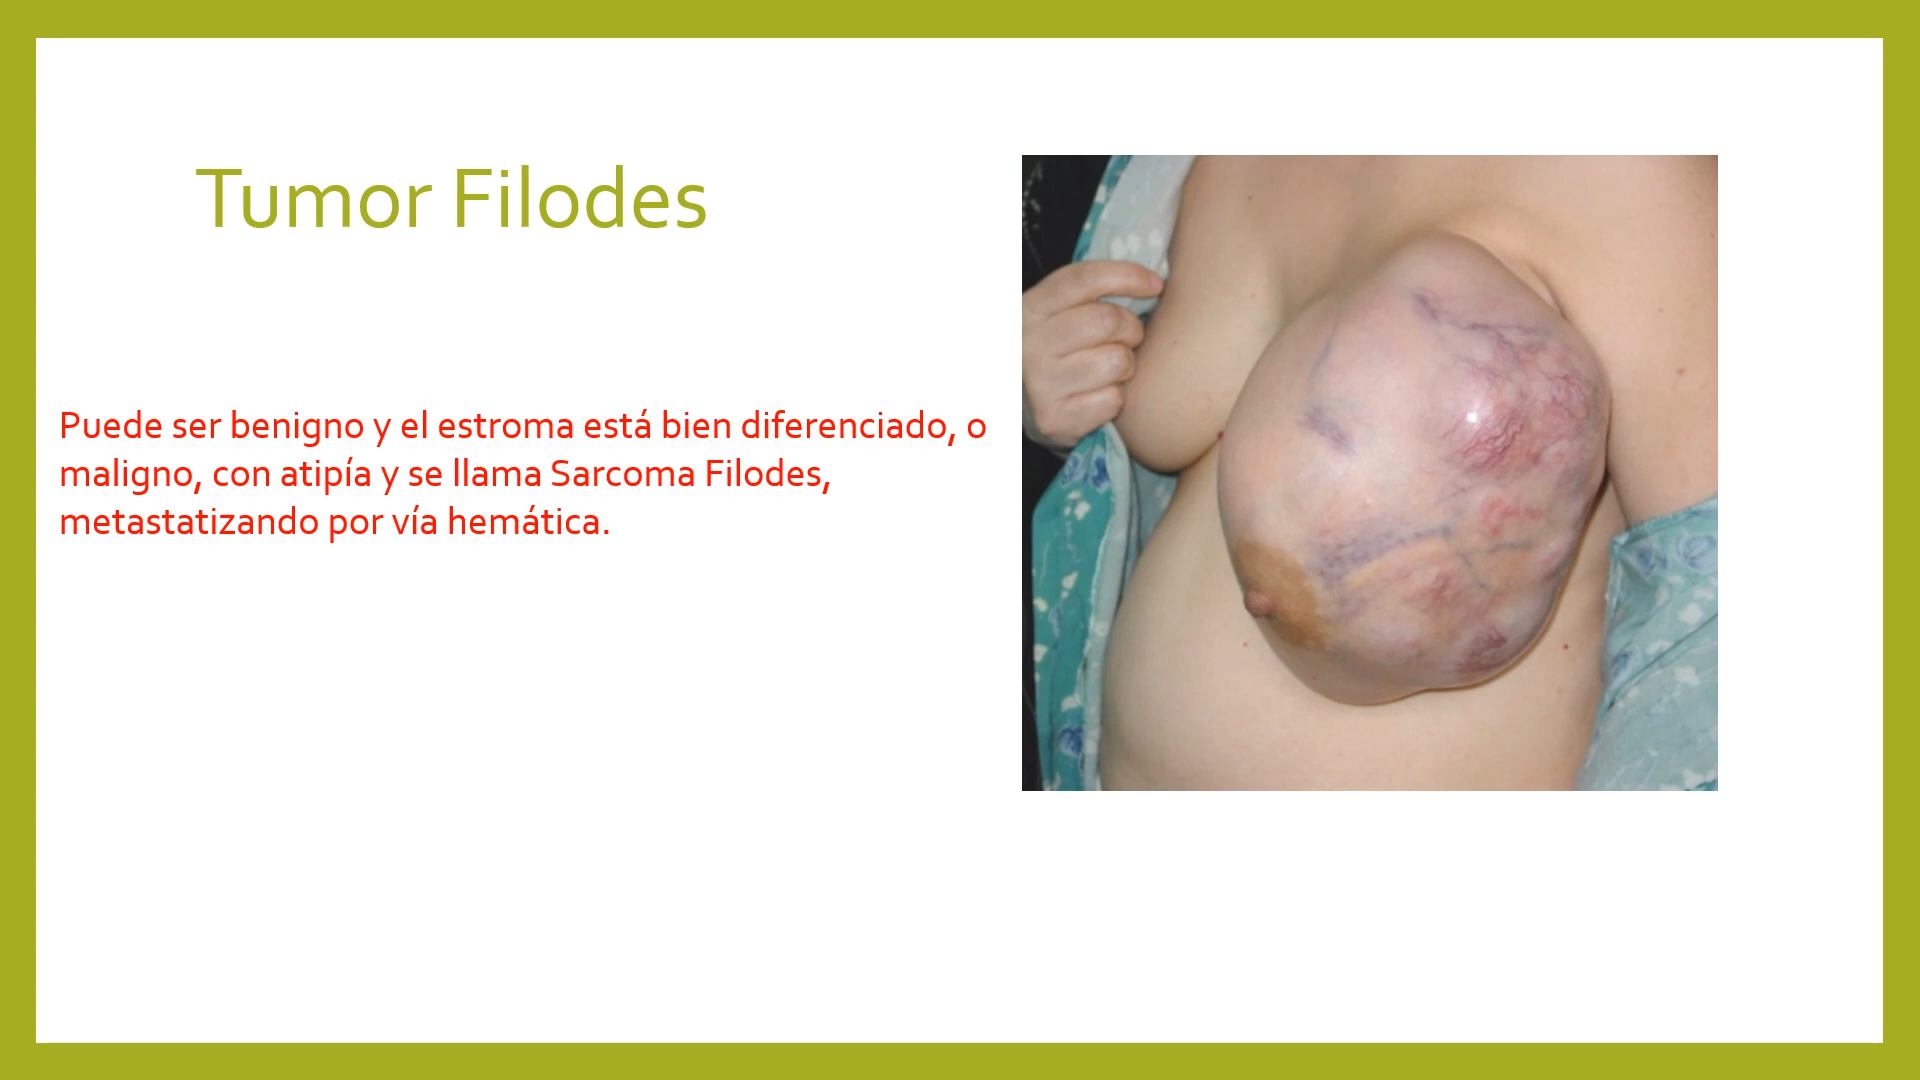 Tumor Filodes
Puede ser benigno y el estroma está bien diferenciado, o
maligno, con atipía y se llama Sarcoma Filodes,
metastatizando por vía hemática.